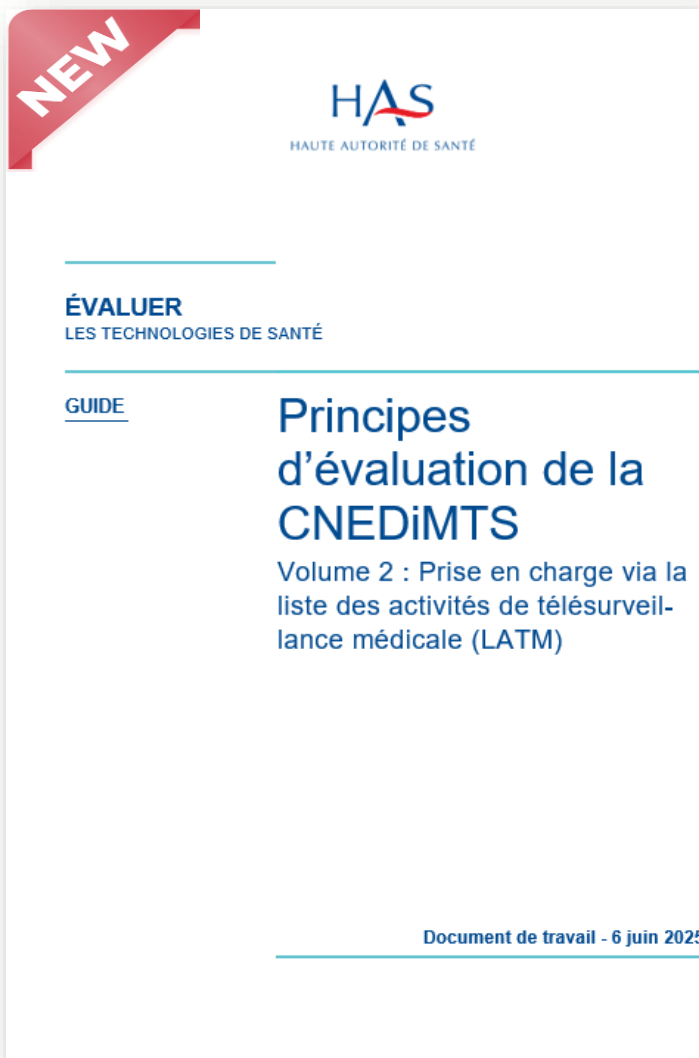 NEW
HAS
HAUTE AUTORITÉ DE SANTÉ
ÉVALUER
LES TECHNOLOGIES DE SANTÉ
GUIDE
Principes
d’évaluation de la
CNEDiMTS
Volume 2 : Prise en charge via la
liste des activités de télésurveil-
lance médicale (LATM)
Document de travail - 6 juin 2025